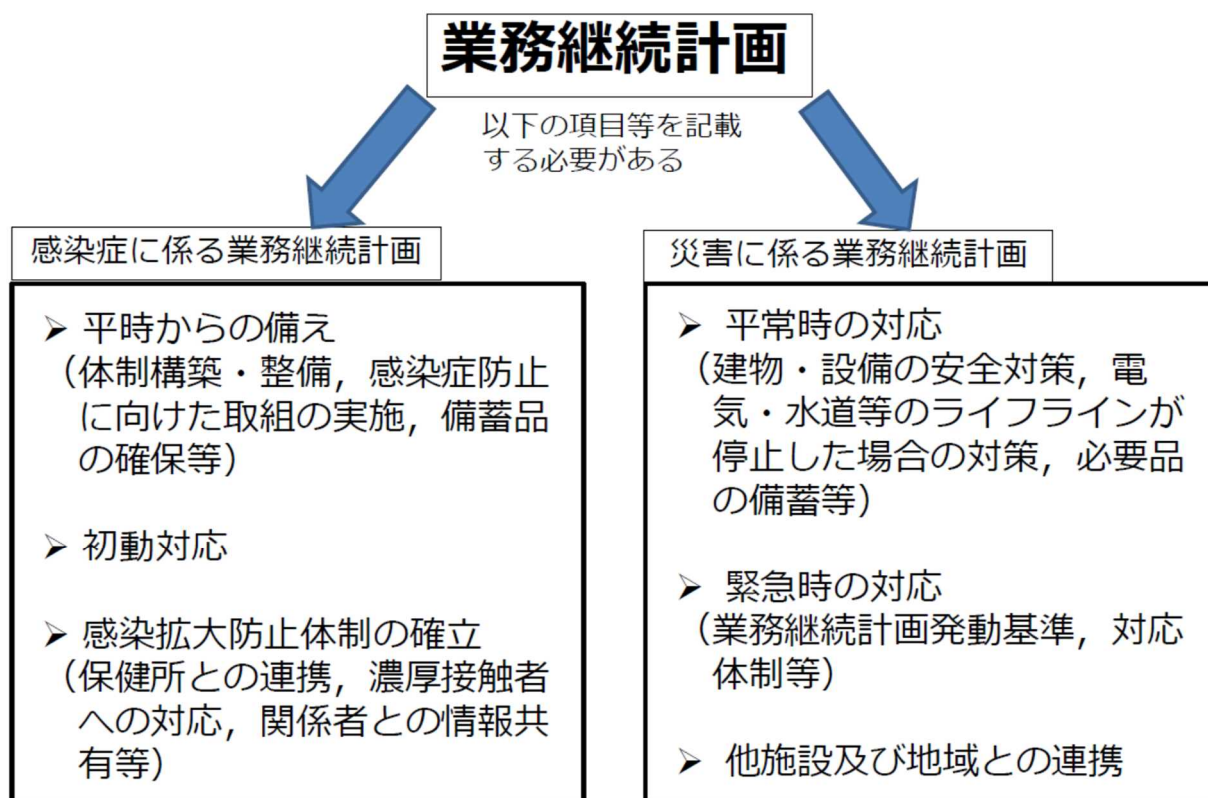 業務継続計画
以下の項目等を記載
する必要がある
感染症に係る業務継続計画
➤ 平時からの備え
（体制構築・整備，感染症防止
に向けた取組の実施，備蓄品
の確保等）
➤ 初動対応
➤ 感染拡大防止体制の確立
（保健所との連携，濃厚接触者
への対応，関係者との情報共
有等）
災害に係る業務継続計画
➤ 平常時の対応
（建物・設備の安全対策，電
気・水道等のライフラインが
停止した場合の対策，必要品
の備蓄等）
➤ 緊急時の対応
（業務継続計画発動基準，対応
体制等）
➤ 他施設及び地域との連携